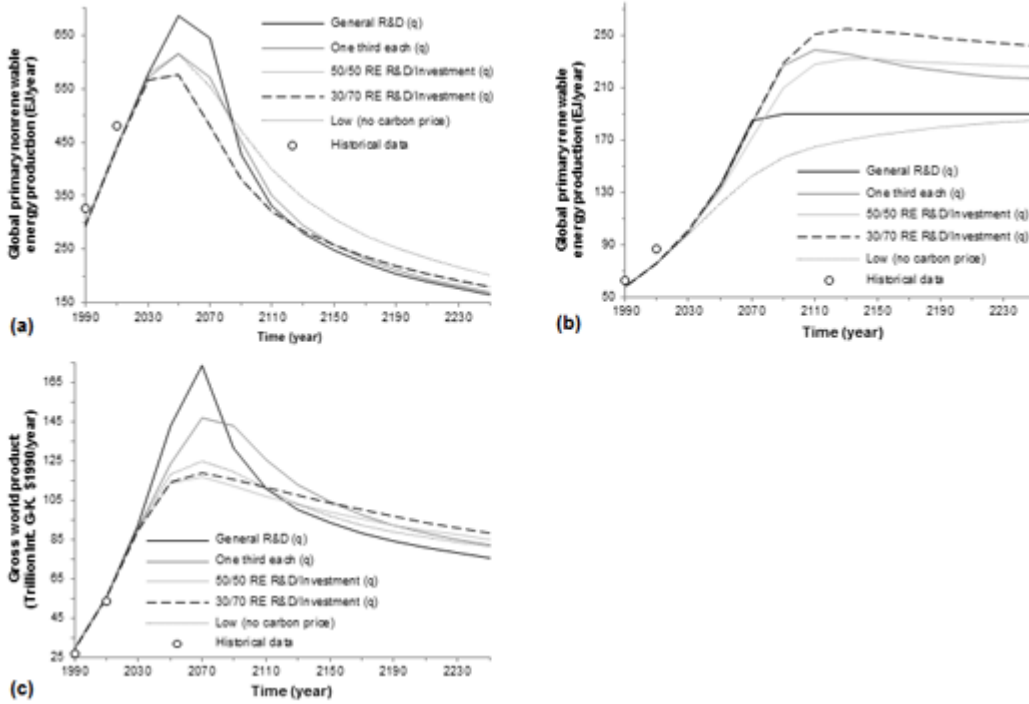 Global primary nonrenewable
energy production (EJ/year)
650
550
450
350
250
150
1990
2030
2070
2110
2150
2190
2230
Time (year)
General R&D (q)
One third each (q)
50/50 RE R&D/Investment (q)
30/70 RE R&D/Investment (q)
Low (no carbon price)
Historical data
(a)
Global primary renewable
energy production (EJ/year)
250
210
170
130
90
50
1990
2030
2070
2110
2150
2190
2230
Time (year)
General R&D (q)
One third each (q)
50/50 RE R&D/Investment (q)
30/70 RE R&D/Investment (q)
Low (no carbon price)
Historical data
(b)
Gross world product
(Trillion Int. G-K. $1990/year)
165
145
125
105
85
65
45
25
1990
2030
2070
2110
2150
2190
2230
Time (year)
General R&D (q)
One third each (q)
50/50 RE R&D/Investment (q)
30/70 RE R&D/Investment (q)
Low (no carbon price)
Historical data
(c)